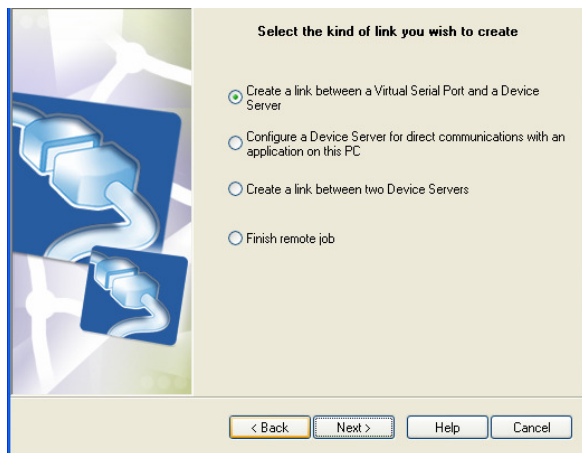 Select the kind of link you wish to create
Create a link between a Virtual Serial Port and a Device
Server
Configure a Device Server for direct communications with an
application on this PC
Create a link between two Device Servers
Finish remote job
< Back
Next >
Help
Cancel